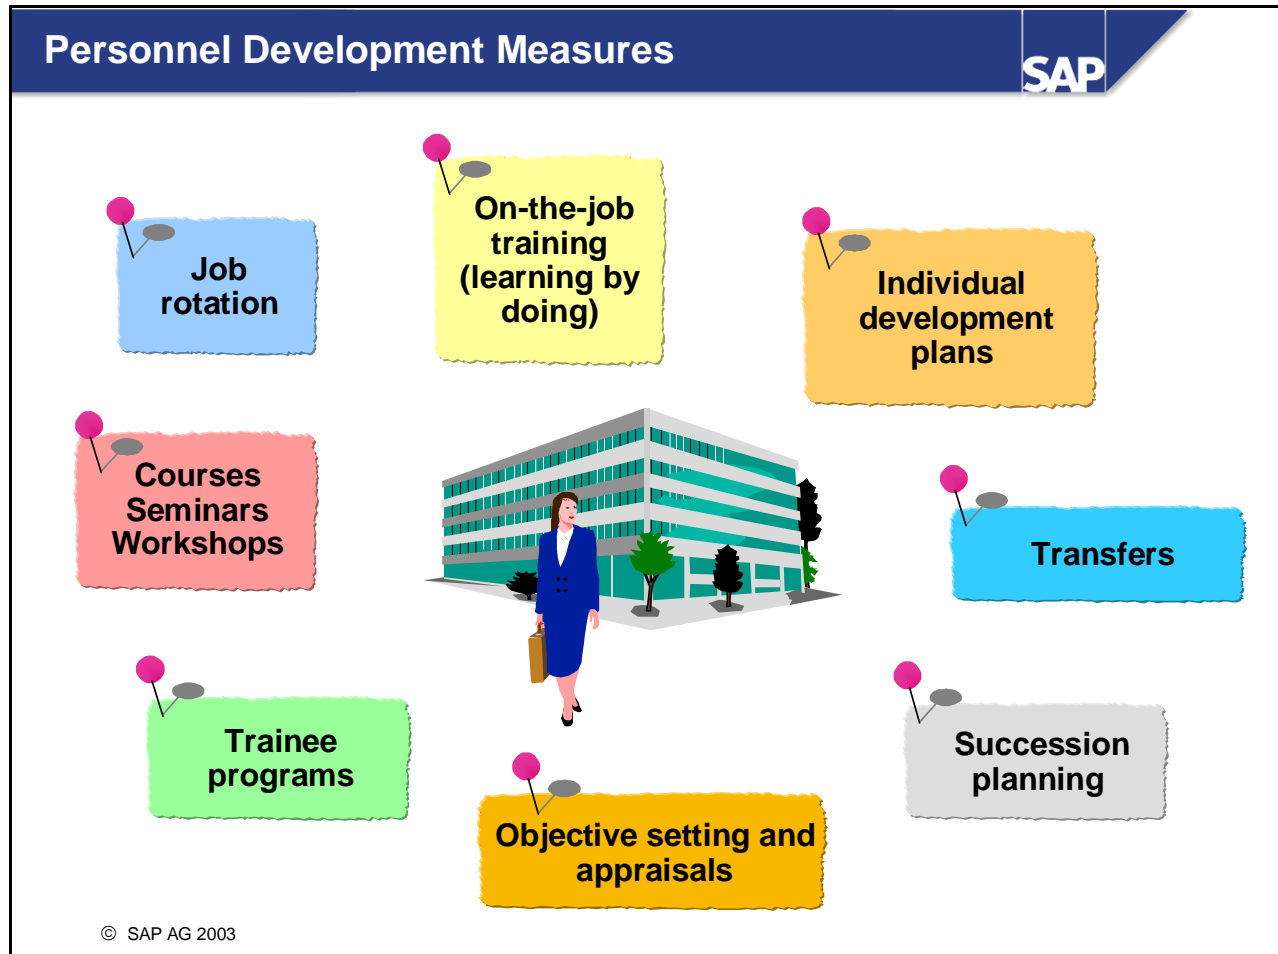 Personnel Development Measures
SAP
On-the-job
training
(learning by
doing)
Job
rotation
Individual
development
plans
Courses
Seminars
Workshops
Transfers
Trainee
programs
Succession
planning
Objective setting and
appraisals
© SAP AG 2003